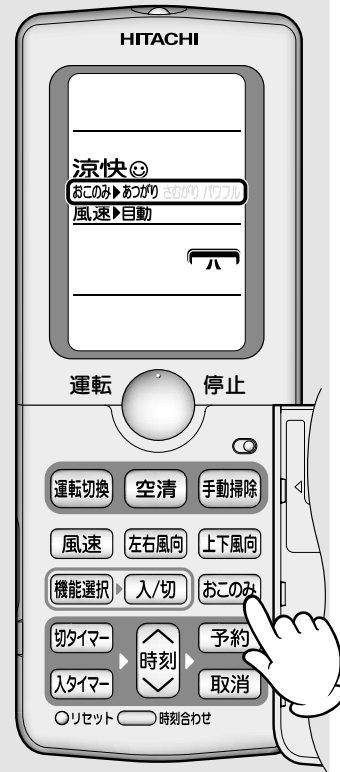 HITACHI
涼快☺
おこのみ▶あつがり さむがり パワフル
風速▶自動
運転 停止
運転切換 空清 手動掃除
風速 左右風向 上下風向
機能選択 入/切 おこのみ
切タイマー 予約
時刻
入タイマー 取消
リセット 時刻合わせ